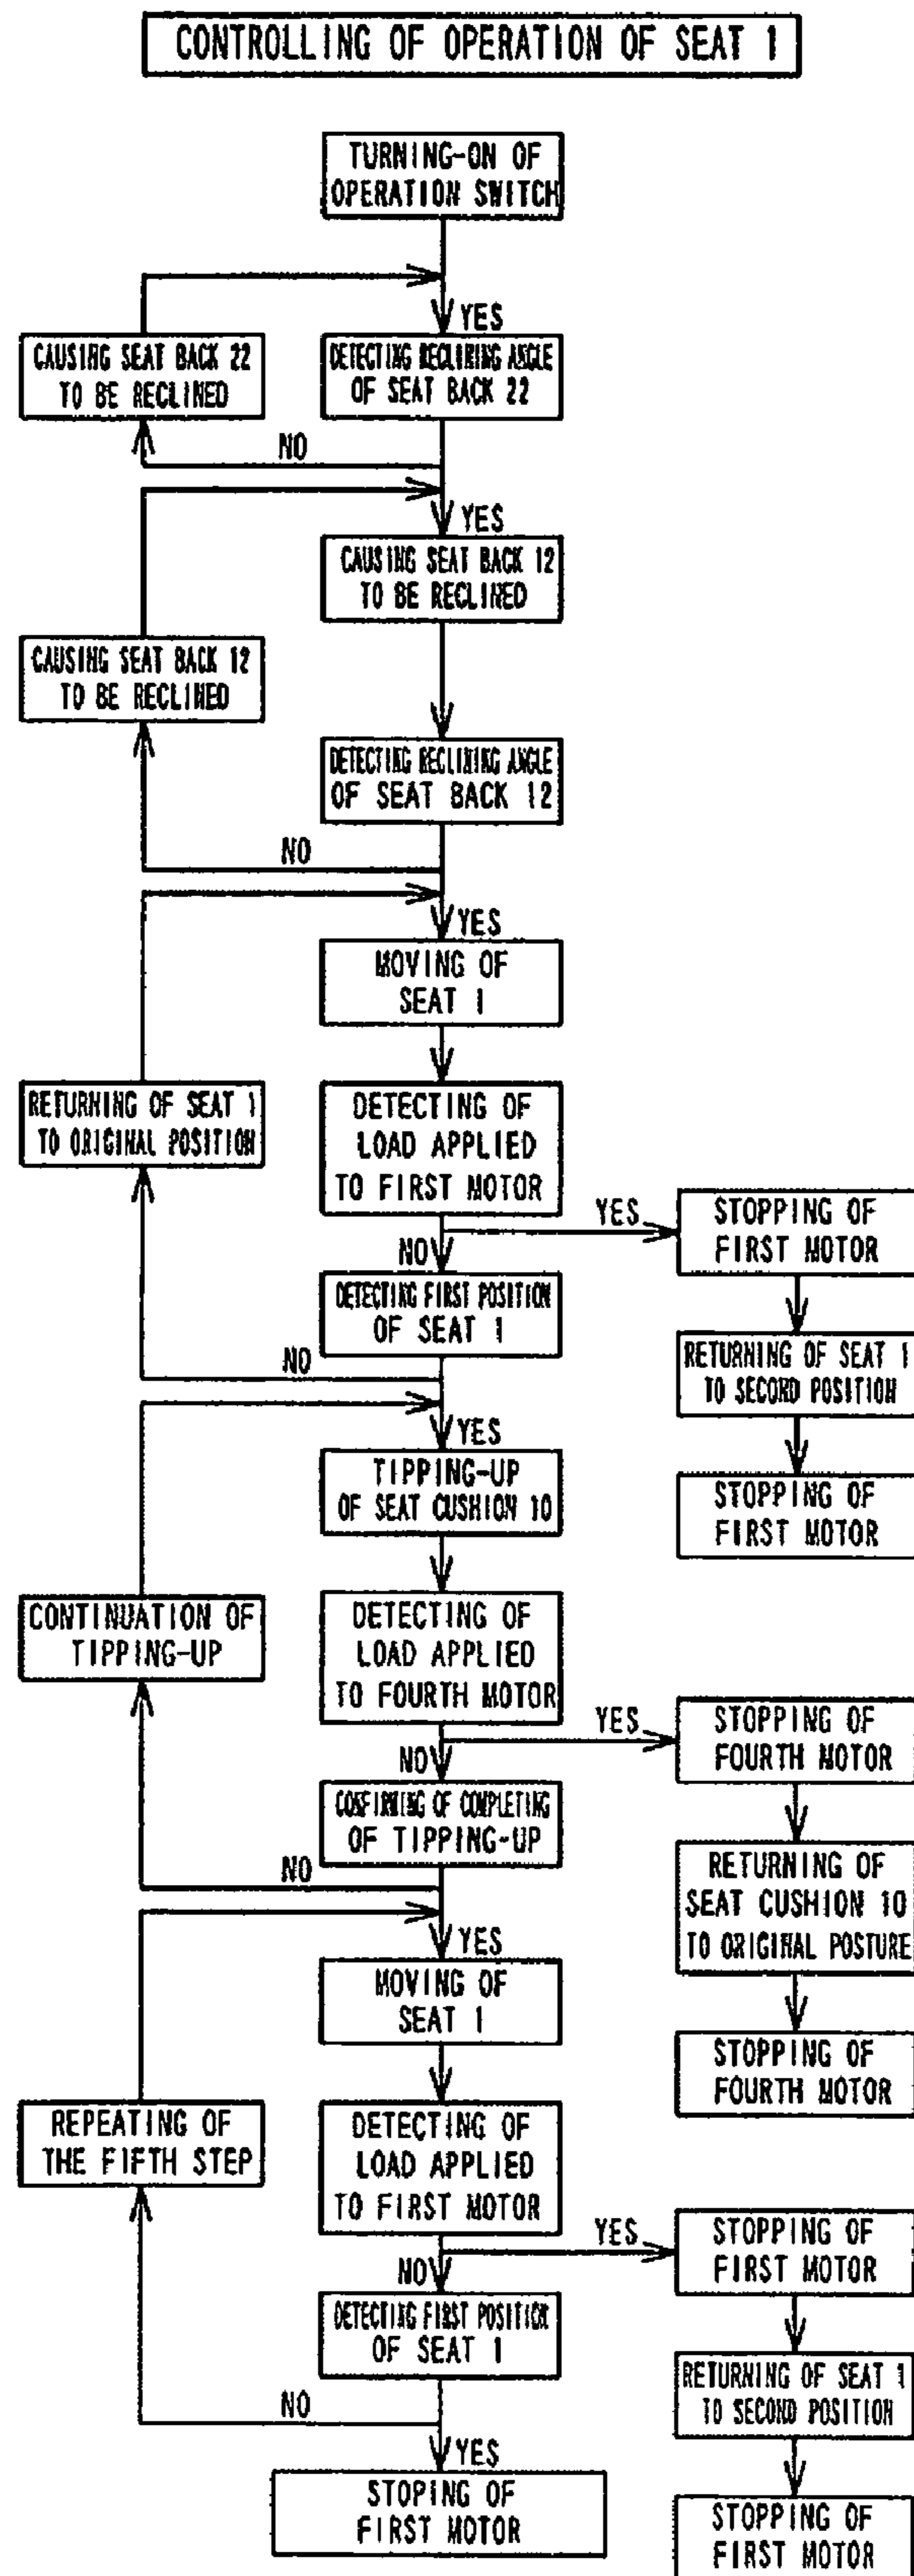 CONTROLLING OF OPERATION OF SEAT 1
TURNING-ON OF
OPERATION SWITCH
YES
CAUSING SEAT BACK 22
TO BE RECLINED
DETECTING RECLINING ANGLE
OF SEAT BACK 22
NO
YES
CAUSING SEAT BACK 12
TO BE RECLINED
CAUSING SEAT BACK 12
TO BE RECLINED
DETECTING RECLINING ANGLE
OF SEAT BACK 12
NO
YES
MOVING OF
SEAT 1
RETURNING OF SEAT 1
TO ORIGINAL POSITION
DETECTING OF
LOAD APPLIED
TO FIRST MOTOR
YES
STOPPING OF
FIRST MOTOR
NO
DETECTING FIRST POSITION
OF SEAT 1
RETURNING OF SEAT 1
TO SECOND POSITION
NO
YES
TIPPING-UP
OF SEAT CUSHION 10
STOPPING OF
FIRST MOTOR
CONTINUATION OF
TIPPING-UP
DETECTING OF
LOAD APPLIED
TO FOURTH MOTOR
YES
STOPPING OF
FOURTH MOTOR
NO
CONFIRMING OF COMPLETING
OF TIPPING-UP
NO
RETURNING OF
SEAT CUSHION 10
TO ORIGINAL POSTURE
YES
MOVING OF
SEAT 1
STOPPING OF
FOURTH MOTOR
REPEATING OF
THE FIFTH STEP
DETECTING OF
LOAD APPLIED
TO FIRST MOTOR
YES
STOPPING OF
FIRST MOTOR
NO
DETECTING FIRST POSITION
OF SEAT 1
RETURNING OF SEAT 1
TO SECOND POSITION
NO
YES
STOPING OF
FIRST MOTOR
STOPPING OF
FIRST MOTOR